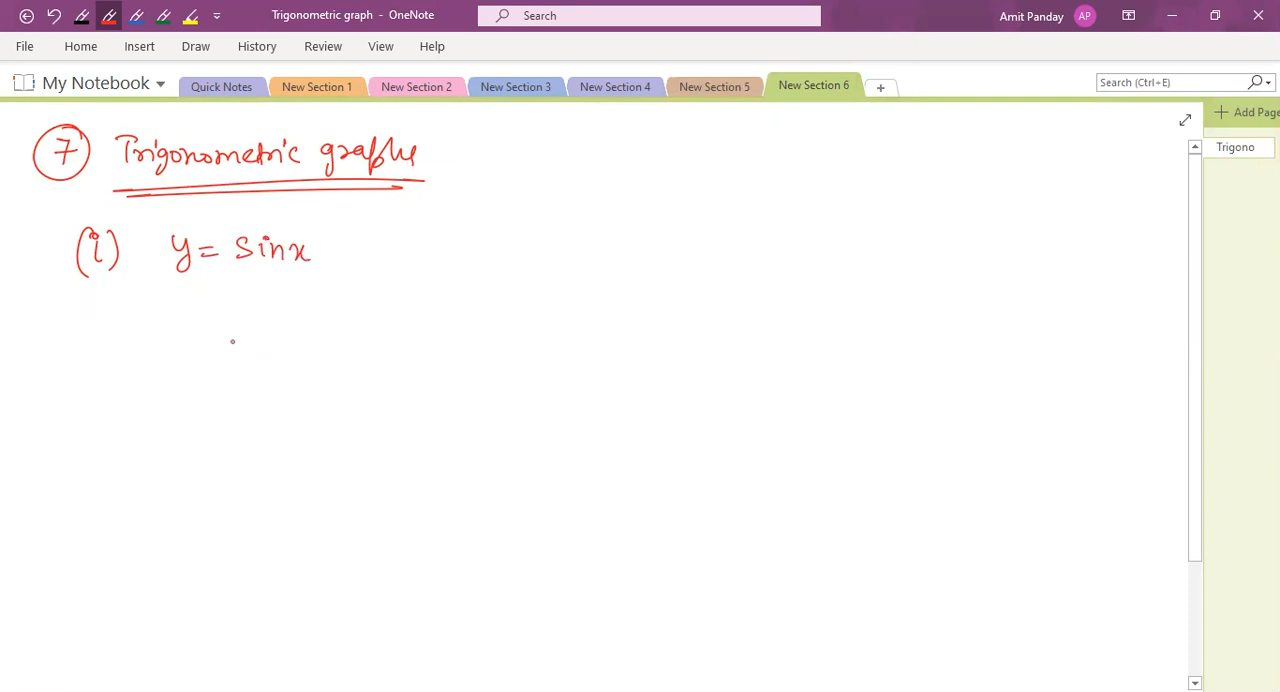 Trigonometric graph - OneNote
Search
Amit Panday AP
File Home Insert Draw History Review View Help
My Notebook Quick Notes New Section 1 New Section 2 New Section 3 New Section 4 New Section 5 New Section 6 + Search (Ctrl+E)
+ Add Page
Trigono
7 Trigonometric graphs
(i) y = sinx